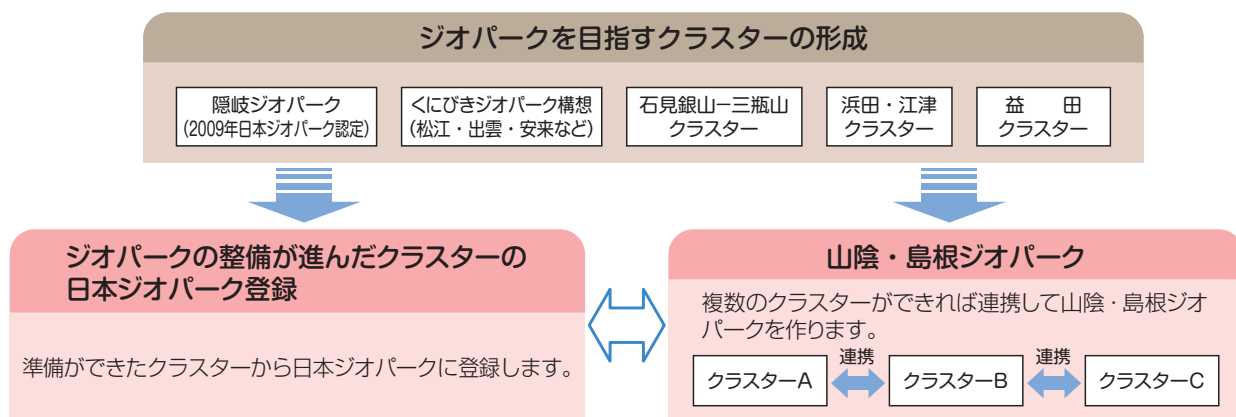 ジオパークを目指すクラスターの形成
隠岐ジオパーク
(2009年日本ジオパーク認定)
くにびきジオパーク構想
(松江・出雲・安来など)
石見銀山−三瓶山
クラスター
浜田・江津
クラスター
益　田
クラスター
ジオパークの整備が進んだクラスターの
日本ジオパーク登録
準備ができたクラスターから日本ジオパークに登録します。
山陰・島根ジオパーク
複数のクラスターができれば連携して山陰・島根ジオ
パークを作ります。
クラスターA
連携
クラスターB
連携
クラスターC